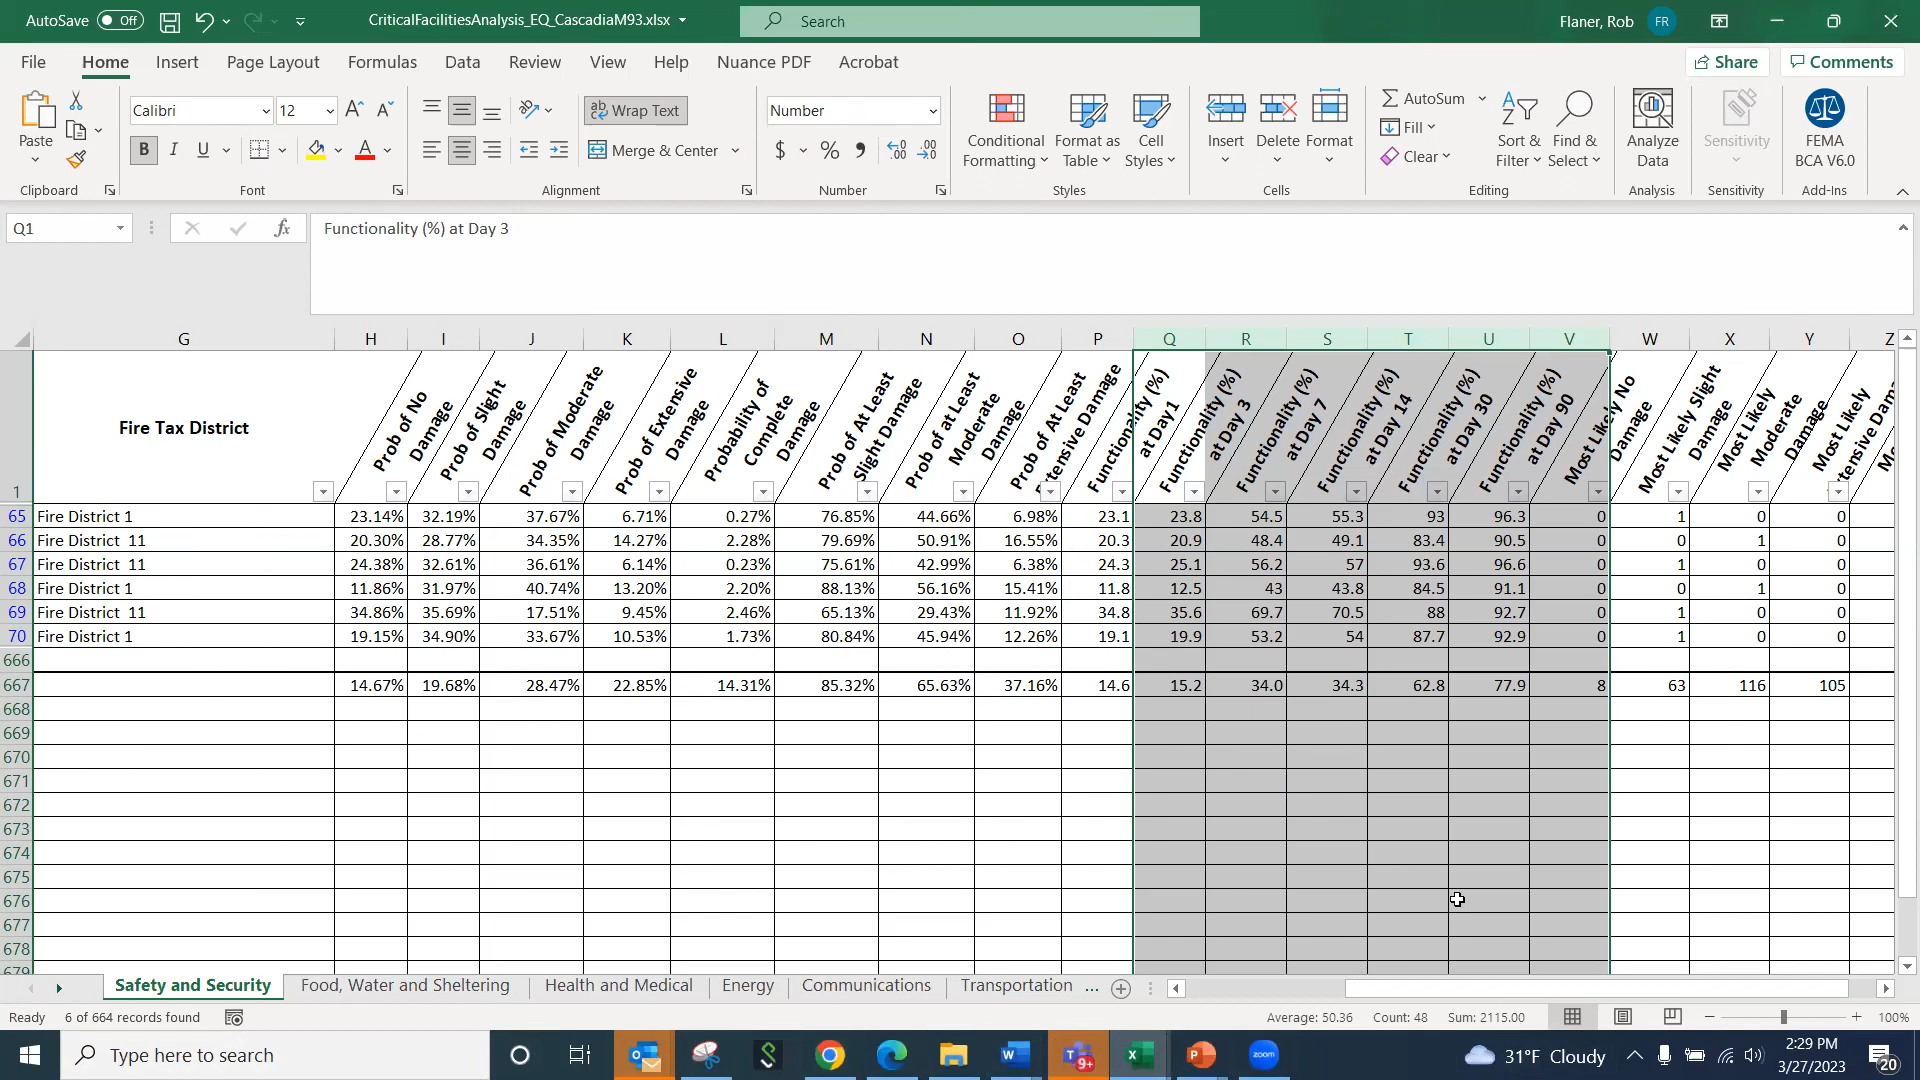 AutoSave Off CriticalFacilitiesAnalysis_EQ_CascadiaM93.xlsx Search Flaner, Rob FR
File Home Insert Page Layout Formulas Data Review View Help Nuance PDF Acrobat Share Comments
Calibri 12 Wrap Text Number AutoSum
Paste Conditional Formatting Format as Table Cell Styles Insert Delete Format Fill Sort & Filter Find & Select Analyze Data Sensitivity FEMA BCA V6.0
B I U Merge & Center $ % Clear
Clipboard Font Alignment Number Styles Cells Editing Analysis Sensitivity Add-Ins
Q1 fx Functionality (%) at Day 3
G H I J K L M N O P Q R S T U V W X Y Z
1
Fire Tax District
Prob of No Damage
Prob of Slight Damage
Prob of Moderate Damage
Prob of Extensive Damage
Probability of Complete Damage
Prob of At Least Slight Damage
Prob of at Least Moderate Damage
Prob of At Least Extensive Damage
Functionality (%) at Day1
Functionality (%) at Day 3
Functionality (%) at Day 7
Functionality (%) at Day 14
Functionality (%) at Day 30
Functionality (%) at Day 90
Most Likely No Damage
Most Likely Slight Damage
Most Likely Moderate Damage
Most Likely
65 Fire District 1 23.14% 32.19% 37.67% 6.71% 0.27% 76.85% 44.66% 6.98% 23.1 23.8 54.5 55.3 93 96.3 0 1 0 0
66 Fire District 11 20.30% 28.77% 34.35% 14.27% 2.28% 79.69% 50.91% 16.55% 20.3 20.9 48.4 49.1 83.4 90.5 0 0 1 0
67 Fire District 11 24.38% 32.61% 36.61% 6.14% 0.23% 75.61% 42.99% 6.38% 24.3 25.1 56.2 57 93.6 96.6 0 1 0 0
68 Fire District 1 11.86% 31.97% 40.74% 13.20% 2.20% 88.13% 56.16% 15.41% 11.8 12.5 43 43.8 84.5 91.1 0 0 1 0
69 Fire District 11 34.86% 35.69% 17.51% 9.45% 2.46% 65.13% 29.43% 11.92% 34.8 35.6 69.7 70.5 88 92.7 0 1 0 0
70 Fire District 1 19.15% 34.90% 33.67% 10.53% 1.73% 80.84% 45.94% 12.26% 19.1 19.9 53.2 54 87.7 92.9 0 1 0 0
666
667 14.67% 19.68% 28.47% 22.85% 14.31% 85.32% 65.63% 37.16% 14.6 15.2 34.0 34.3 62.8 77.9 8 63 116 105
668
669
670
671
672
673
674
675
676
677
678
679
Safety and Security Food, Water and Sheltering Health and Medical Energy Communications Transportation ...
Ready 6 of 664 records found Average: 50.36 Count: 48 Sum: 2115.00 100%
Type here to search 9+ zoom 31°F Cloudy 2:29 PM
3/27/2023 20